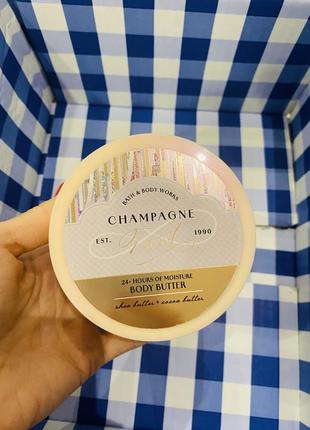 BATH & BODY WORKS
CHAMPAGNE
EST. 1990
24+ HOURS OF MOISTURE
BODY BUTTER
shea butter + cocoa butter